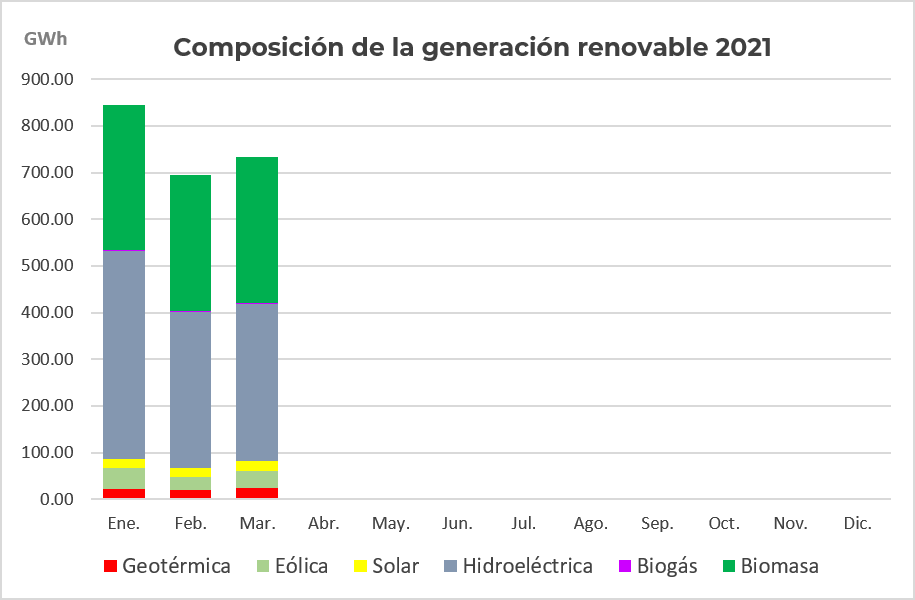 GWh
Composición de la generación renovable 2021
900.00
800.00
700.00
600.00
500.00
400.00
300.00
200.00
100.00
0.00
Ene. Feb. Mar. Abr. May. Jun. Jul. Ago. Sep. Oct. Nov. Dic.
Geotérmica Eólica Solar Hidroeléctrica Biogás Biomasa